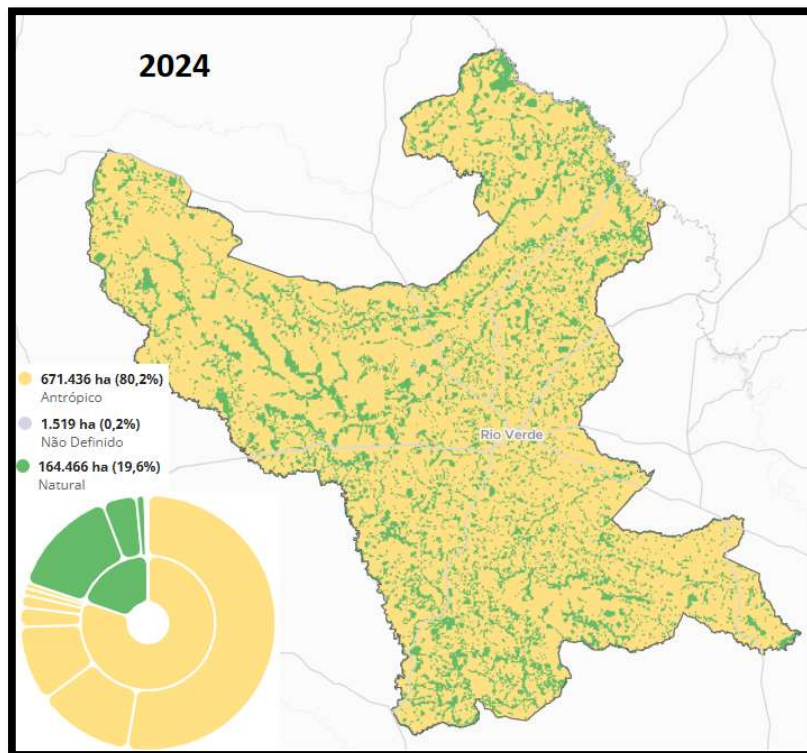 2024
671.436 ha (80,2%)
Antrópico
1.519 ha (0,2%)
Não Definido
164.466 ha (19,6%)
Natural
Rio Verde